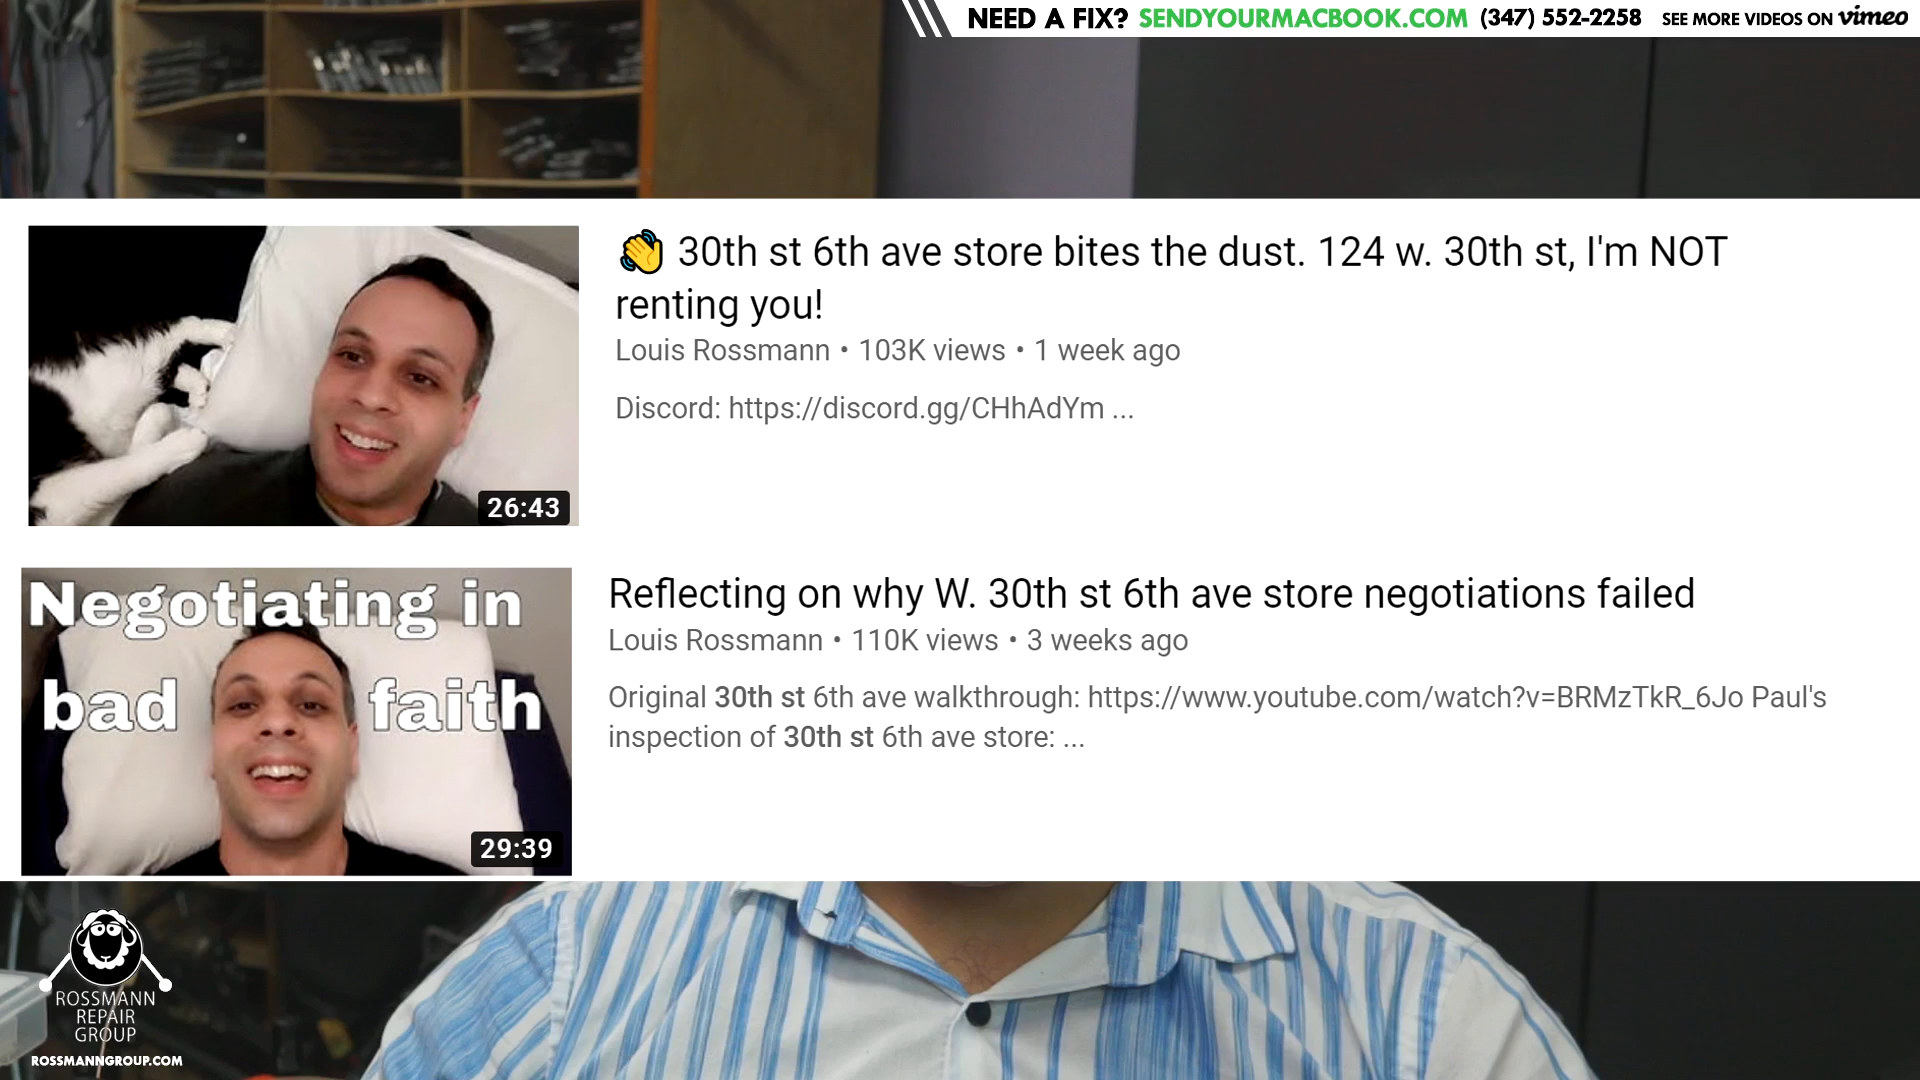 NEED A FIX? SENDYOURMACBOOK.COM (347) 552-2258 SEE MORE VIDEOS ON vimeo
👋 30th st 6th ave store bites the dust. 124 w. 30th st, I'm NOT
renting you!
Louis Rossmann • 103K views • 1 week ago
Discord: https://discord.gg/CHhAdYm ...
26:43
Negotiating in
bad faith
29:39
Reflecting on why W. 30th st 6th ave store negotiations failed
Louis Rossmann • 110K views • 3 weeks ago
Original 30th st 6th ave walkthrough: https://www.youtube.com/watch?v=BRMzTkR_6Jo Paul's
inspection of 30th st 6th ave store: ...
ROSSMANN
REPAIR
GROUP
ROSSMANNGROUP.COM